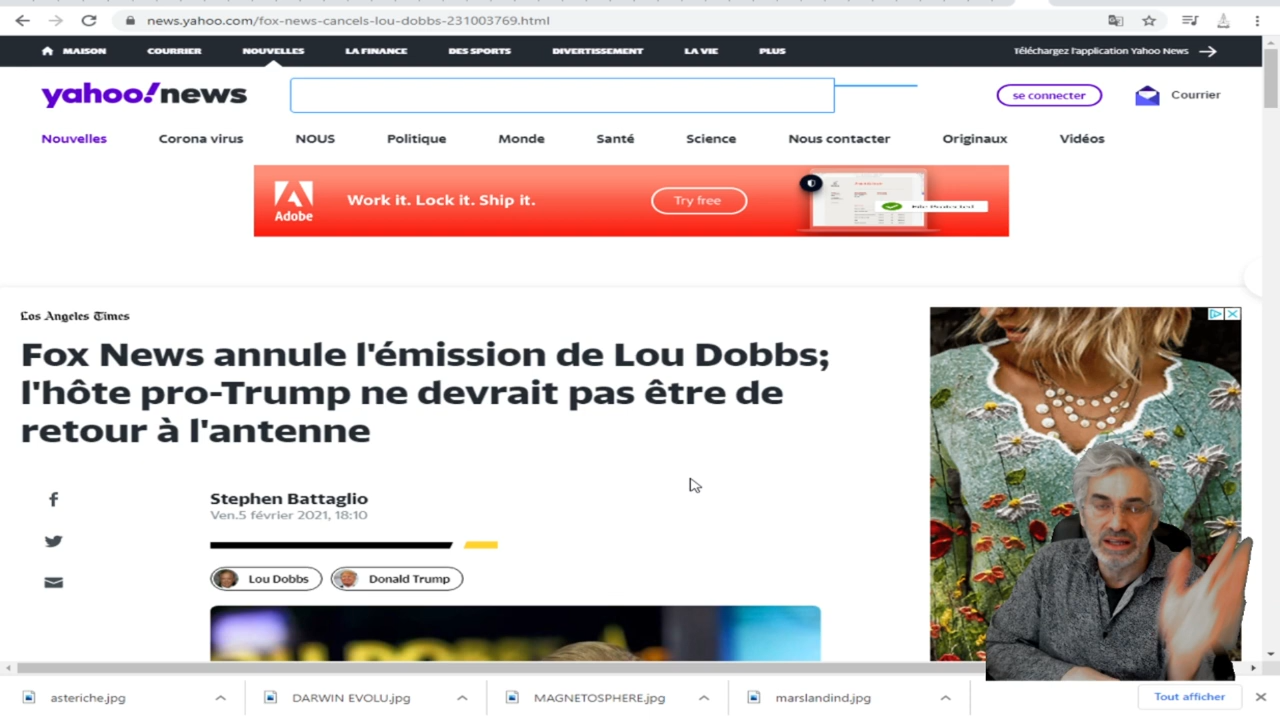 news.yahoo.com/fox-news-cancels-lou-dobbs-231003769.html
MAISON COURRIER NOUVELLES LA FINANCE DES SPORTS DIVERTISSEMENT LA VIE PLUS Téléchargez l'application Yahoo News
yahoo!news se connecter Courrier
Nouvelles Corona virus NOUS Politique Monde Santé Science Nous contacter Originaux Vidéos
Adobe Work it. Lock it. Ship it. Try free
Los Angeles Times
Fox News annule l'émission de Lou Dobbs;
l'hôte pro-Trump ne devrait pas être de
retour à l'antenne
Stephen Battaglio
Ven.5 février 2021, 18:10
Lou Dobbs Donald Trump
asteriche.jpg DARWIN EVOLU.jpg MAGNETOSPHERE.jpg marslandind.jpg Tout afficher